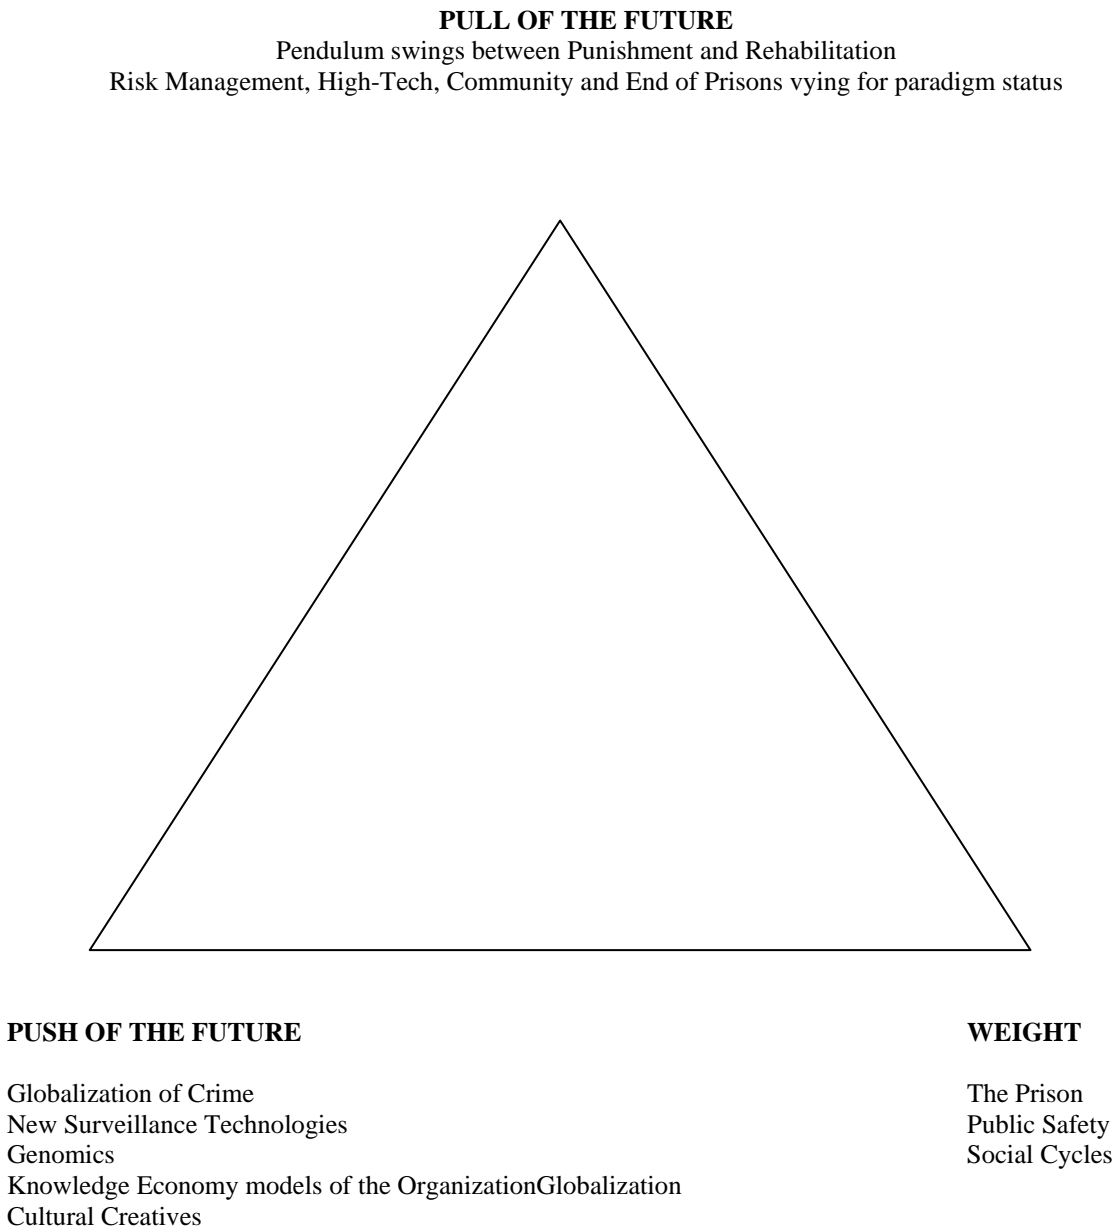 PULL OF THE FUTURE
Pendulum swings between Punishment and Rehabilitation
Risk Management, High-Tech, Community and End of Prisons vying for paradigm status
PUSH OF THE FUTURE
Globalization of Crime
New Surveillance Technologies
Genomics
Knowledge Economy models of the OrganizationGlobalization
Cultural Creatives
WEIGHT
The Prison
Public Safety
Social Cycles